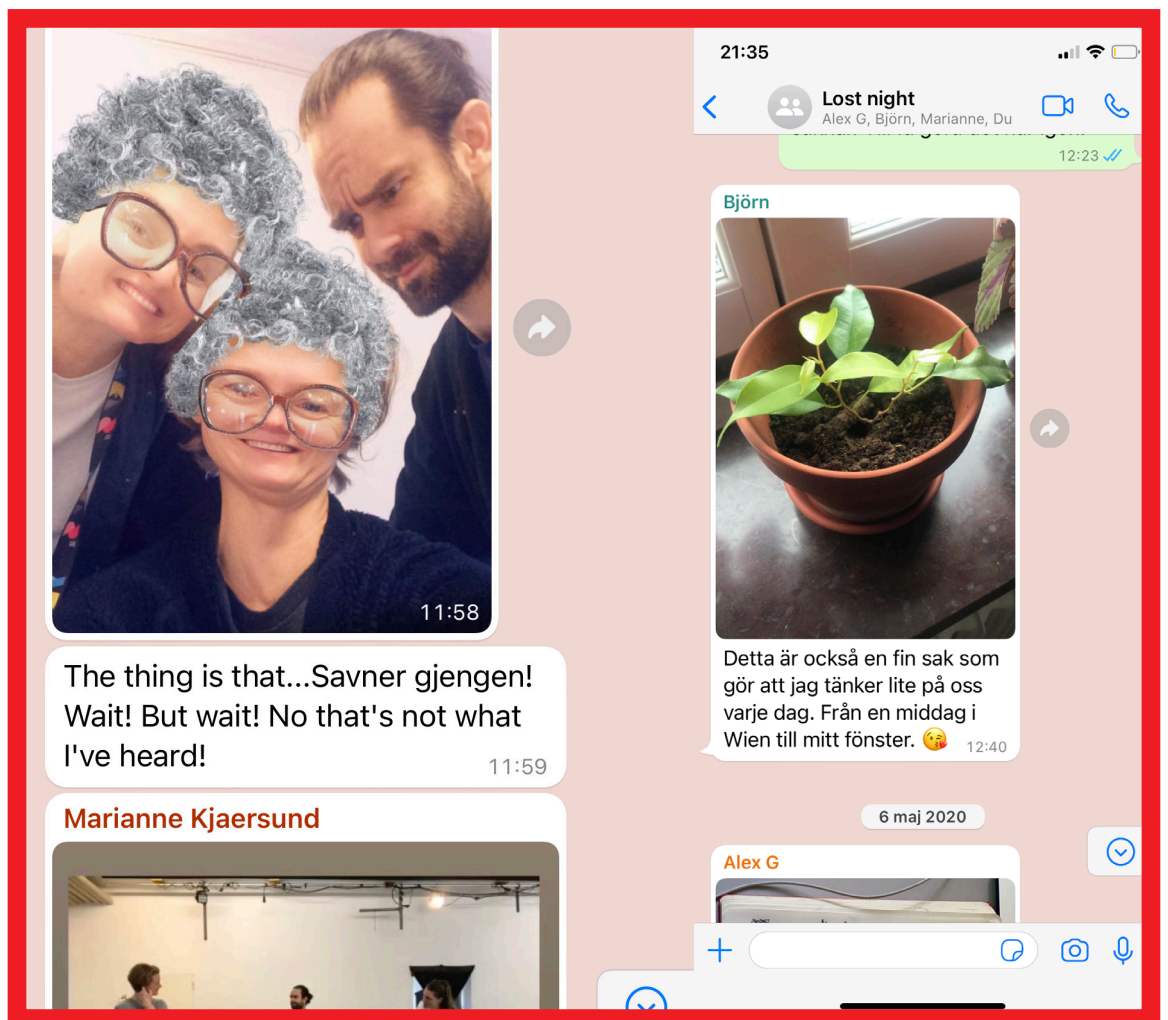 11:58
The thing is that...Savner gjengen!
Wait! But wait! No that's not what
I've heard!
11:59
Marianne Kjaersund
21:35
Lost night
Alex G, Björn, Marianne, Du
12:23
Björn
Detta är också en fin sak som
gör att jag tänker lite på oss
varje dag. Från en middag i
Wien till mitt fönster. 😘
12:40
6 maj 2020
Alex G